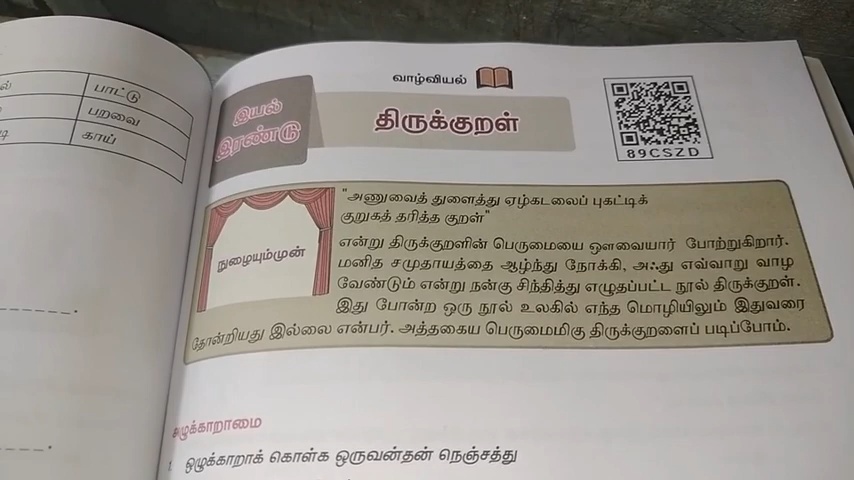 பாட்டு
பறவை
காய்
வாழ்வியல்
இயல்
இரண்டு
திருக்குறள்
89CSZD
நுழையும்முன்
"அணுவைத் துளைத்து ஏழ்கடலைப் புகட்டிக்
குறுகத் தரித்த குறள்"
என்று திருக்குறளின் பெருமையை ஔவையார் போற்றுகிறார்.
மனித சமுதாயத்தை ஆழ்ந்து நோக்கி, அஃது எவ்வாறு வாழ
வேண்டும் என்று நன்கு சிந்தித்து எழுதப்பட்ட நூல் திருக்குறள்.
இது போன்ற ஒரு நூல் உலகில் எந்த மொழியிலும் இதுவரை
தோன்றியது இல்லை என்பர். அத்தகைய பெருமைமிகு திருக்குறளைப் படிப்போம்.
அழுக்காறாமை
ஒழுக்காறாக் கொள்க ஒருவன்தன் நெஞ்சத்து